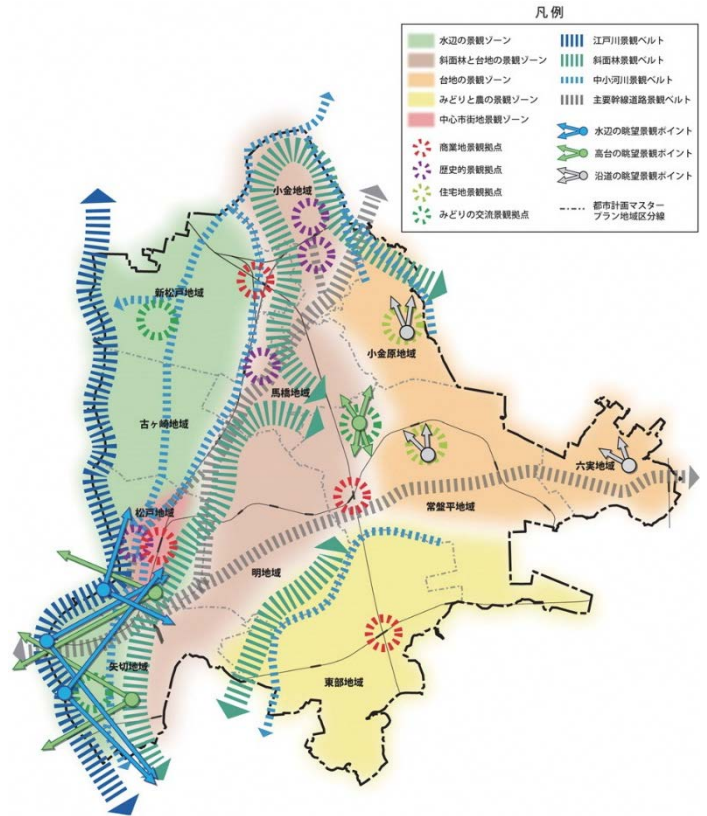 凡例
水辺の景観ゾーン
斜面林と台地の景観ゾーン
台地の景観ゾーン
みどりと農の景観ゾーン
中心市街地景観ゾーン
商業地景観拠点
歴史的景観拠点
住宅地景観拠点
みどりの交流景観拠点
江戸川景観ベルト
斜面林景観ベルト
中小河川景観ベルト
主要幹線道路景観ベルト
水辺の眺望景観ポイント
高台の眺望景観ポイント
沿道の眺望景観ポイント
都市計画マスター
プラン地域区分線
小金地域
新松戸地域
小金原地域
馬橋地域
古ヶ崎地域
六実地域
常盤平地域
松戸地域
明地域
矢切地域
東部地域